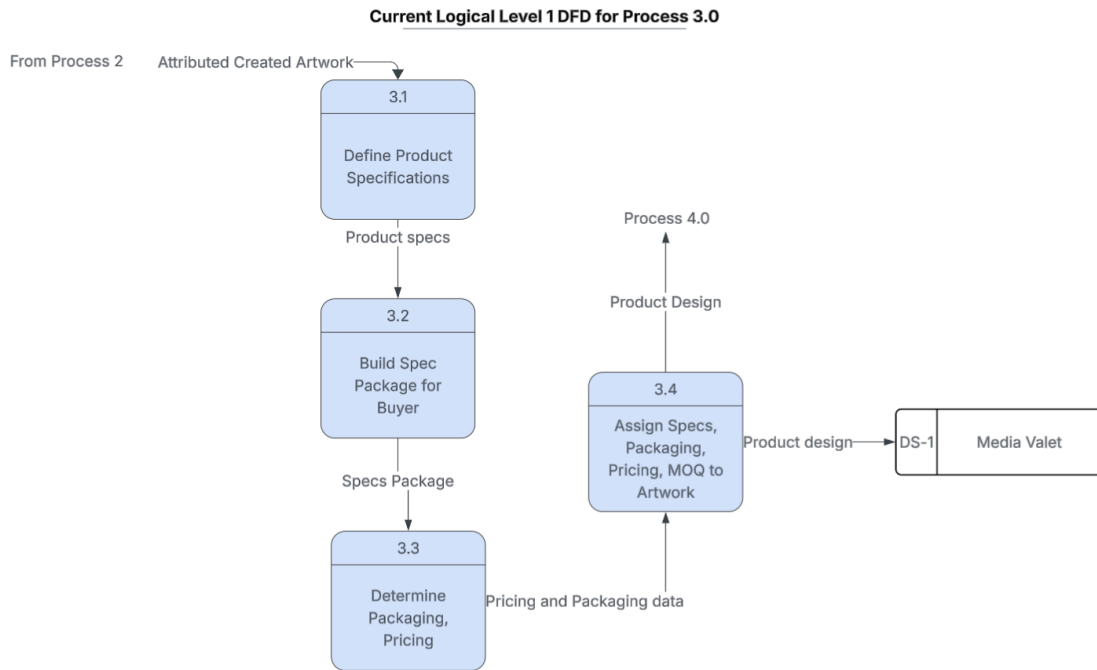 Current Logical Level 1 DFD for Process 3.0
From Process 2
Attributed Created Artwork
3.1
Define Product
Specifications
Product specs
3.2
Build Spec
Package for
Buyer
Specs Package
3.3
Determine
Packaging,
Pricing
Pricing and Packaging data
3.4
Assign Specs,
Packaging,
Pricing, MOQ to
Artwork
Product Design
Process 4.0
Product design
DS-1
Media Valet